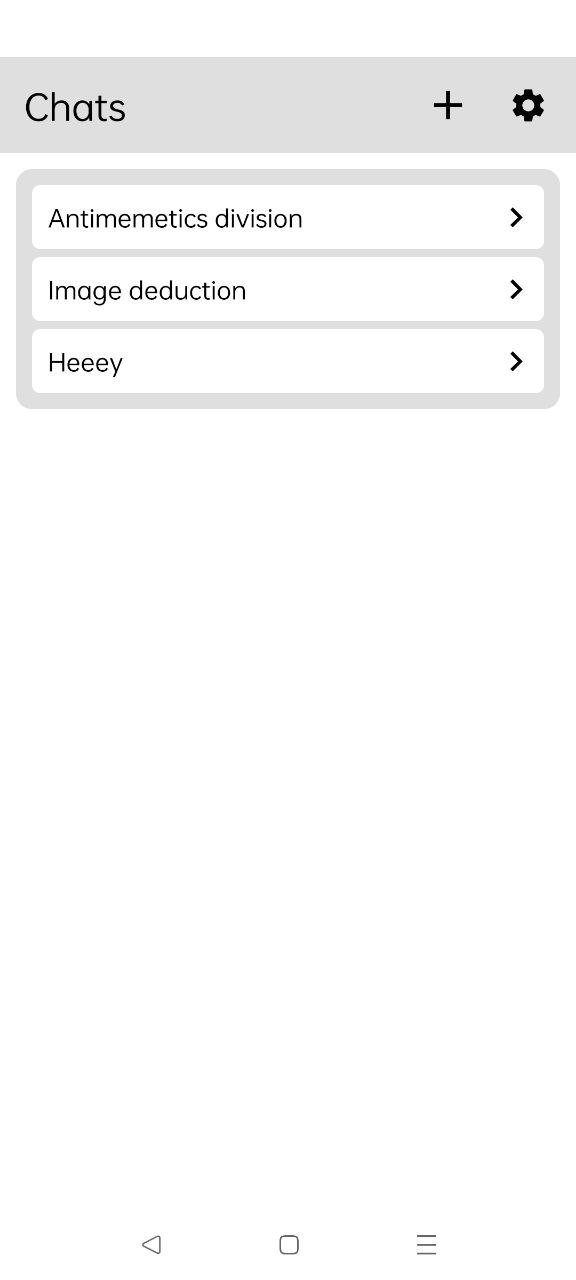 Chats
Antimemetics division
Image deduction
Heeey